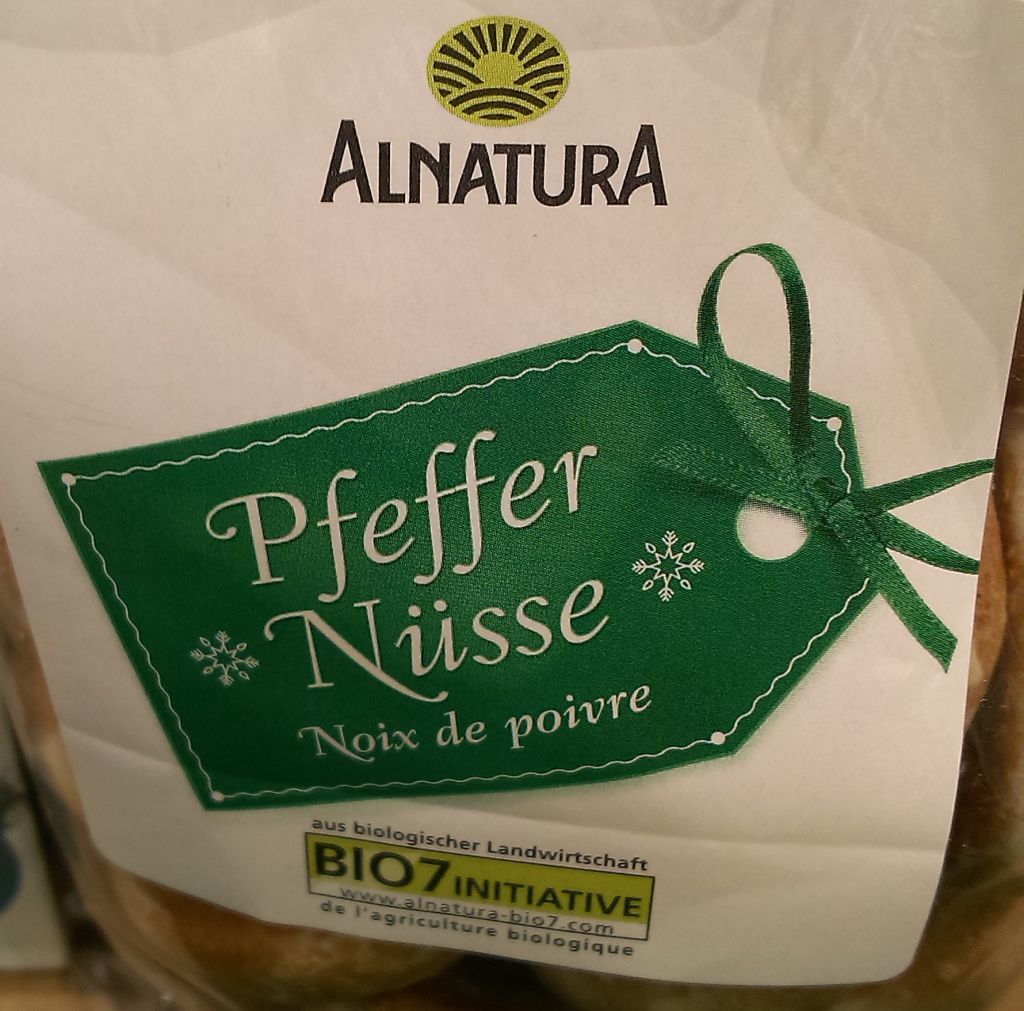 ALNATURA
Pfeffer
Nüsse
Noix de poivre
aus biologischer Landwirtschaft
BIO7 INITIATIVE
www.alnatura-bio7.com
de l'agriculture biologique